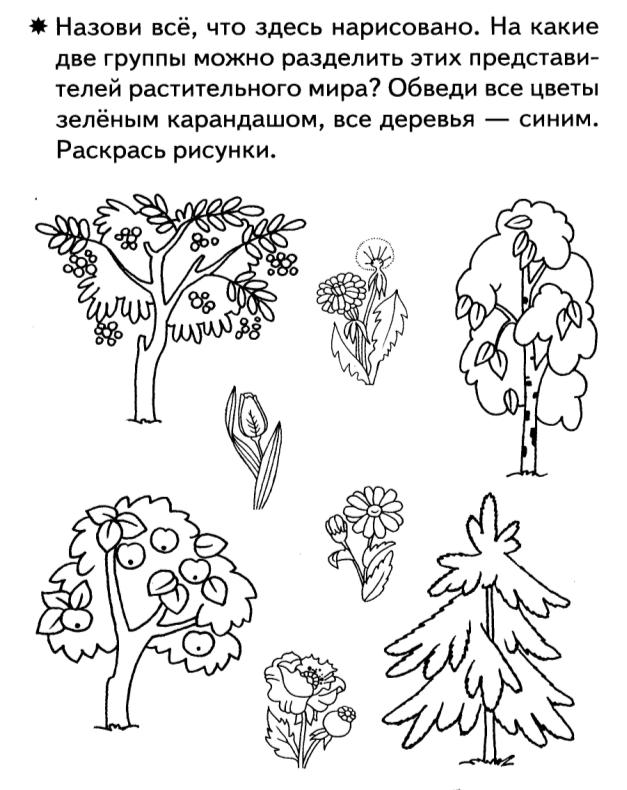 ✷ Назови всё, что здесь нарисовано. На какие
две группы можно разделить этих представи-
телей растительного мира? Обведи все цветы
зелёным карандашом, все деревья — синим.
Раскрась рисунки.